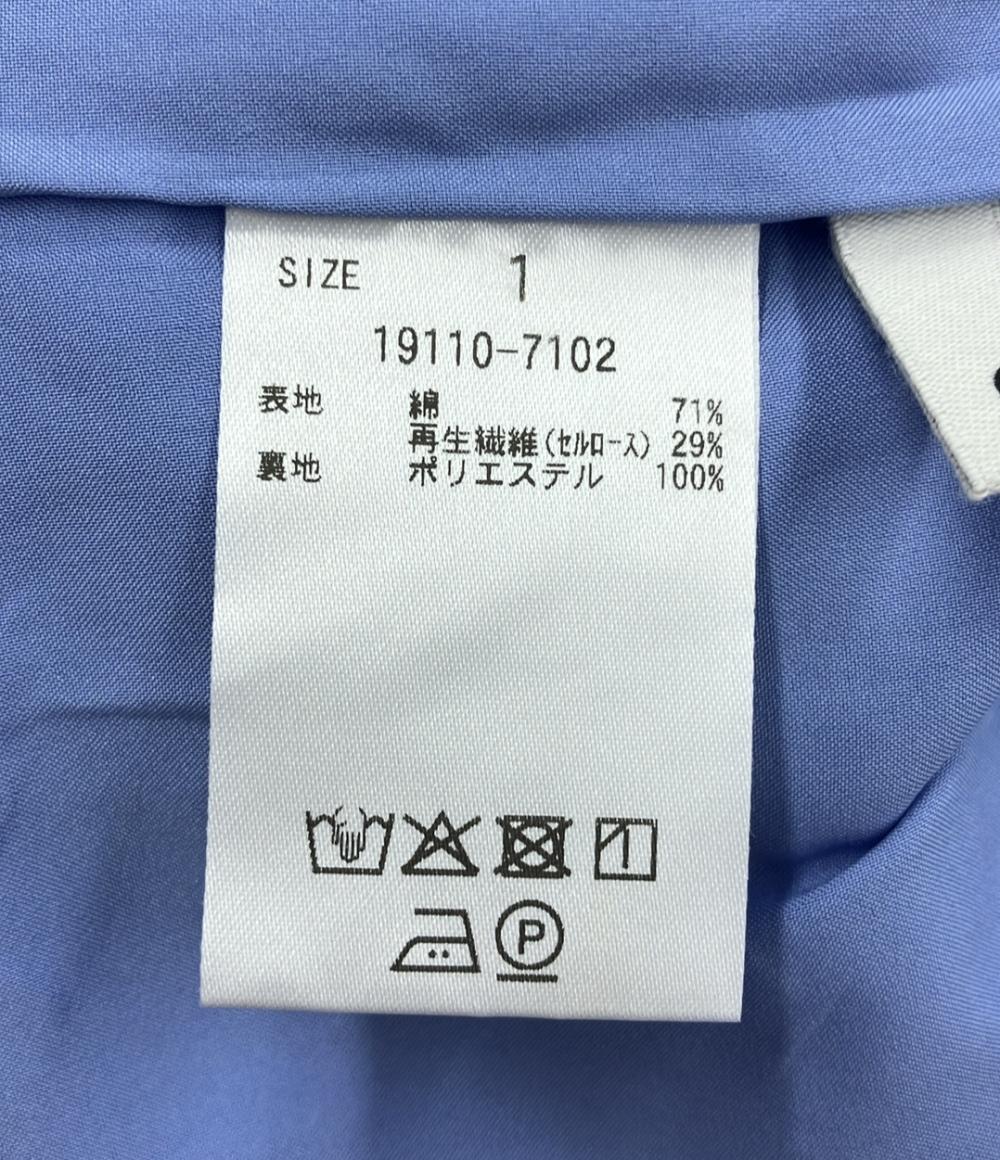 SIZE 1
19110-7102
表地 綿 71%
再生繊維(セルロース) 29%
裏地 ポリエステル 100%
P